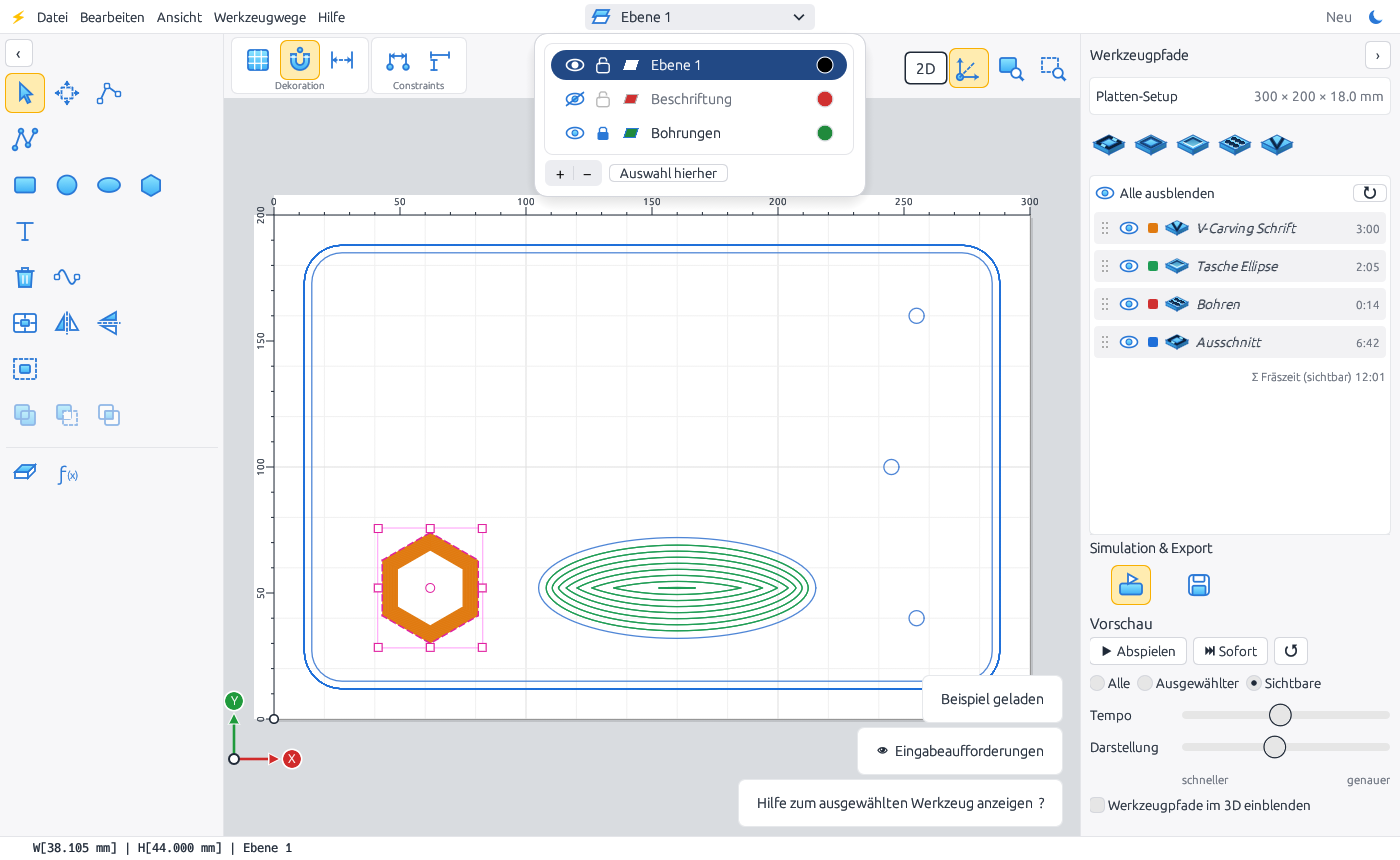 Datei Bearbeiten Ansicht Werkzeugwege Hilfe
Ebene 1
Neu
Dekoration
Constraints
Ebene 1
Beschriftung
Bohrungen
+ − Auswahl hierher
2D
Werkzeugpfade
Platten-Setup 300 × 200 × 18.0 mm
Alle ausblenden
V-Carving Schrift 3:00
Tasche Ellipse 2:05
Bohren 0:14
Ausschnitt 6:42
Σ Fräszeit (sichtbar) 12:01
0 50 100 150 200 250 300
200
150
100
50
0
Y
X
f(x)
Simulation & Export
Vorschau
Abspielen Sofort
Alle Ausgewählter Sichtbare
Tempo
Darstellung
schneller genauer
Werkzeugpfade im 3D einblenden
Beispiel geladen
Eingabeaufforderungen
Hilfe zum ausgewählten Werkzeug anzeigen ?
W[38.105 mm] | H[44.000 mm] | Ebene 1